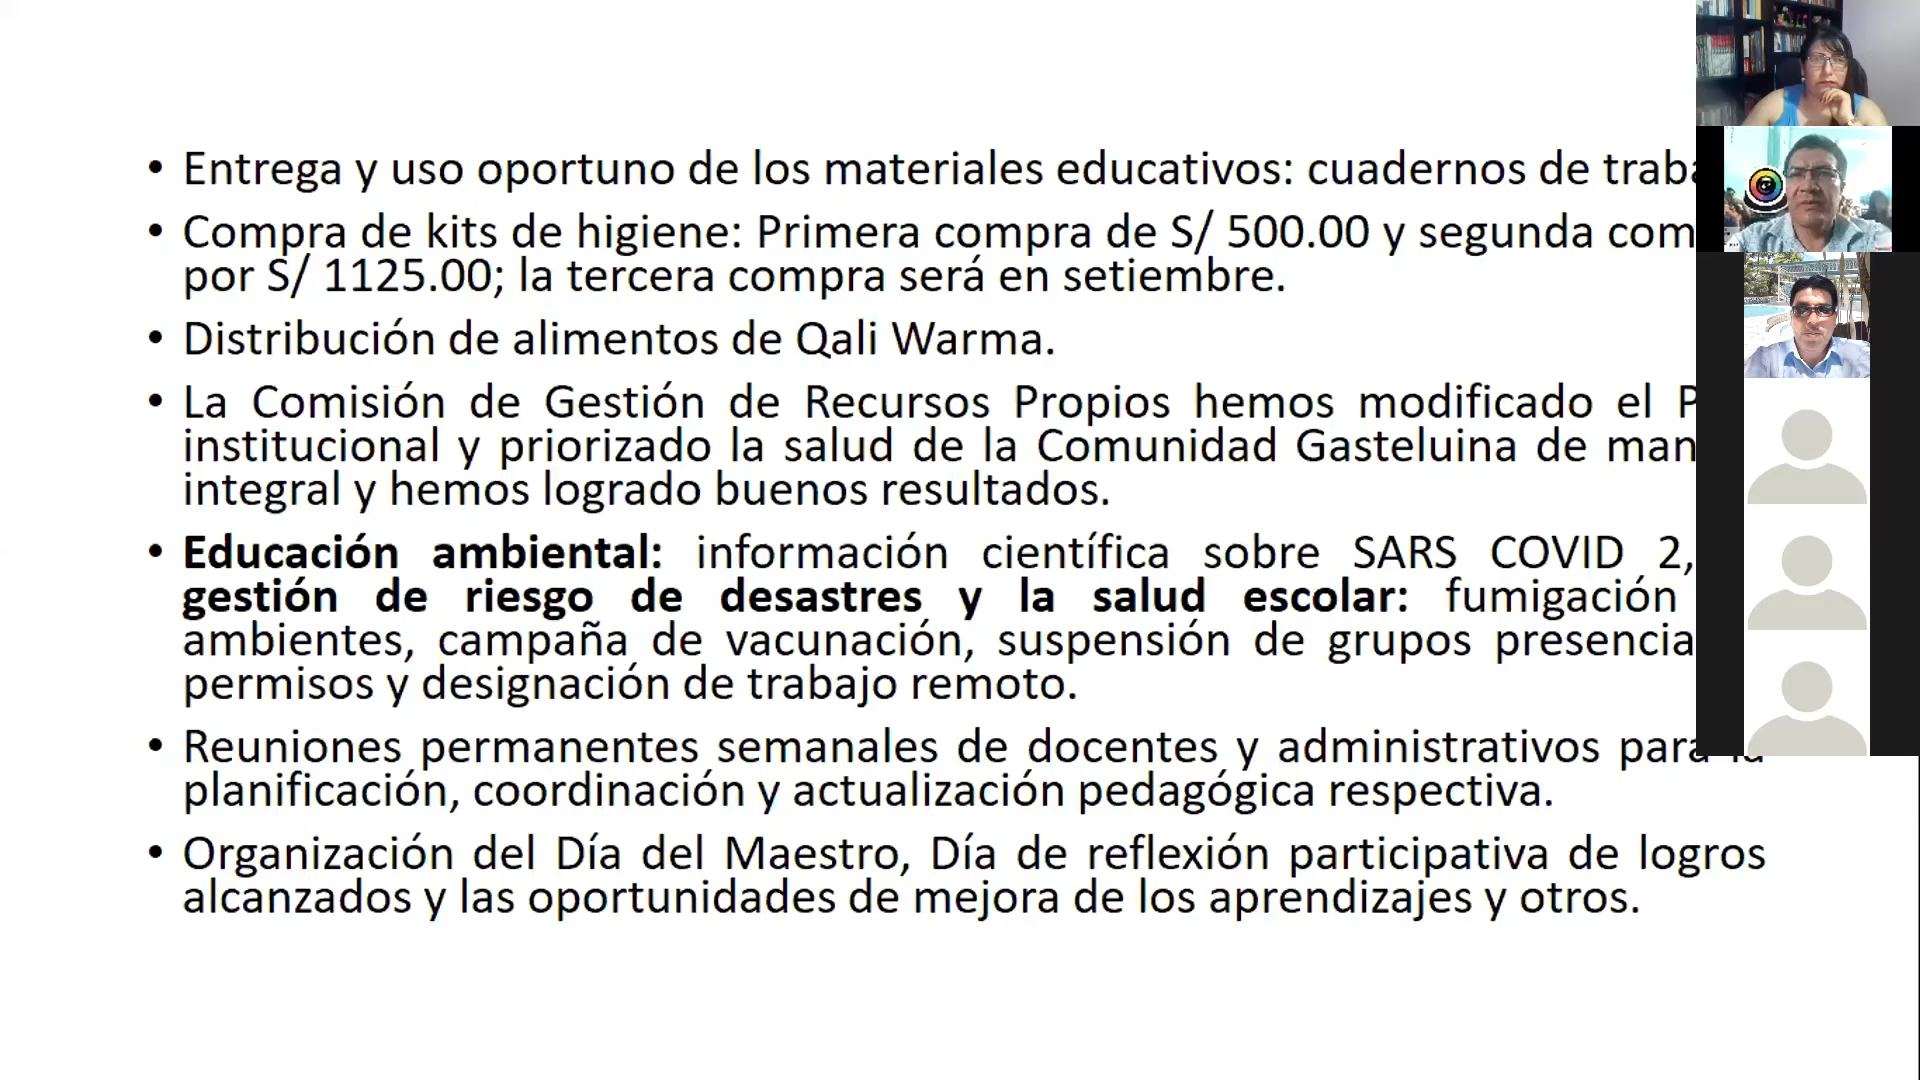 • Entrega y uso oportuno de los materiales educativos: cuadernos de
• Compra de kits de higiene: Primera compra de S/ 500.00 y segunda
por S/ 1125.00; la tercera compra será en setiembre.
• Distribución de alimentos de Qali Warma.
• La Comisión de Gestión de Recursos Propios hemos modificado el
institucional y priorizado la salud de la Comunidad Gasteluina de
integral y hemos logrado buenos resultados.
• Educación ambiental: información científica sobre SARS COVID 2,
gestión de riesgo de desastres y la salud escolar: fumigación
ambientes, campaña de vacunación, suspensión de grupos
permisos y designación de trabajo remoto.
• Reuniones permanentes semanales de docentes y administrativos para la
planificación, coordinación y actualización pedagógica respectiva.
• Organización del Día del Maestro, Día de reflexión participativa de logros
alcanzados y las oportunidades de mejora de los aprendizajes y otros.